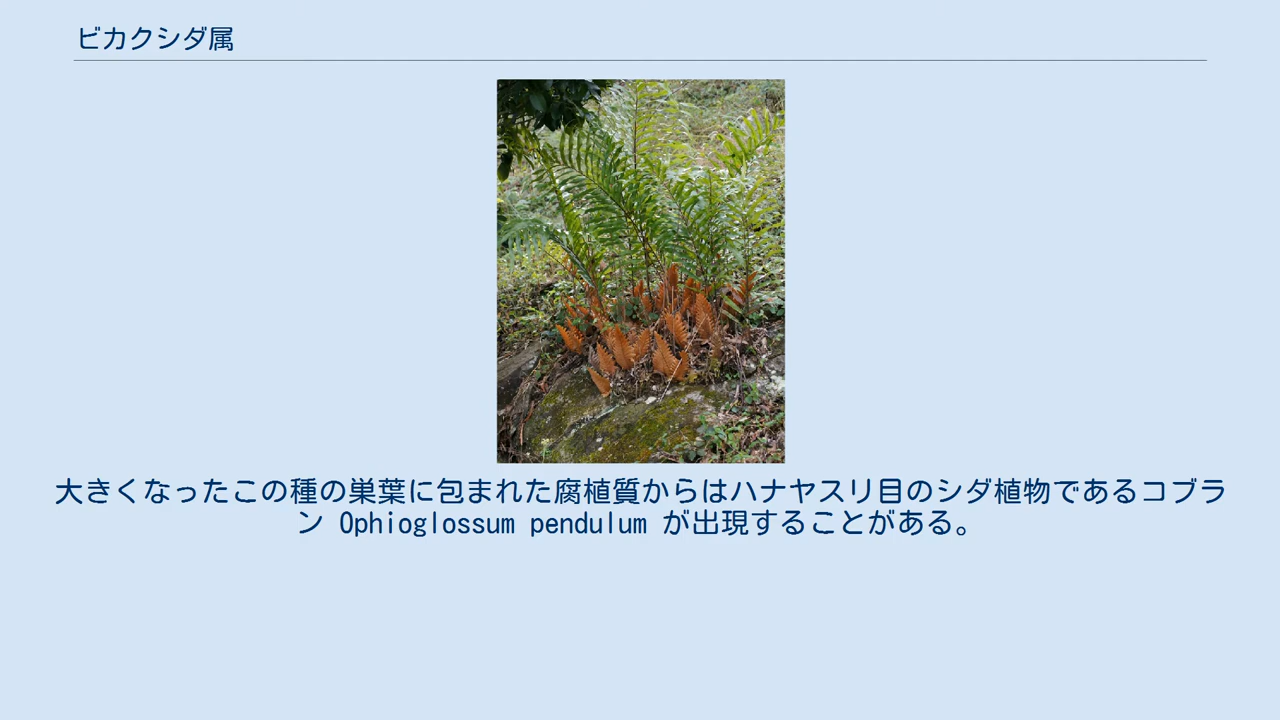 ビカクシダ属
大きくなったこの種の巣葉に包まれた腐植質からはハナヤスリ目のシダ植物であるコブラ
ン Ophioglossum pendulum が出現することがある。